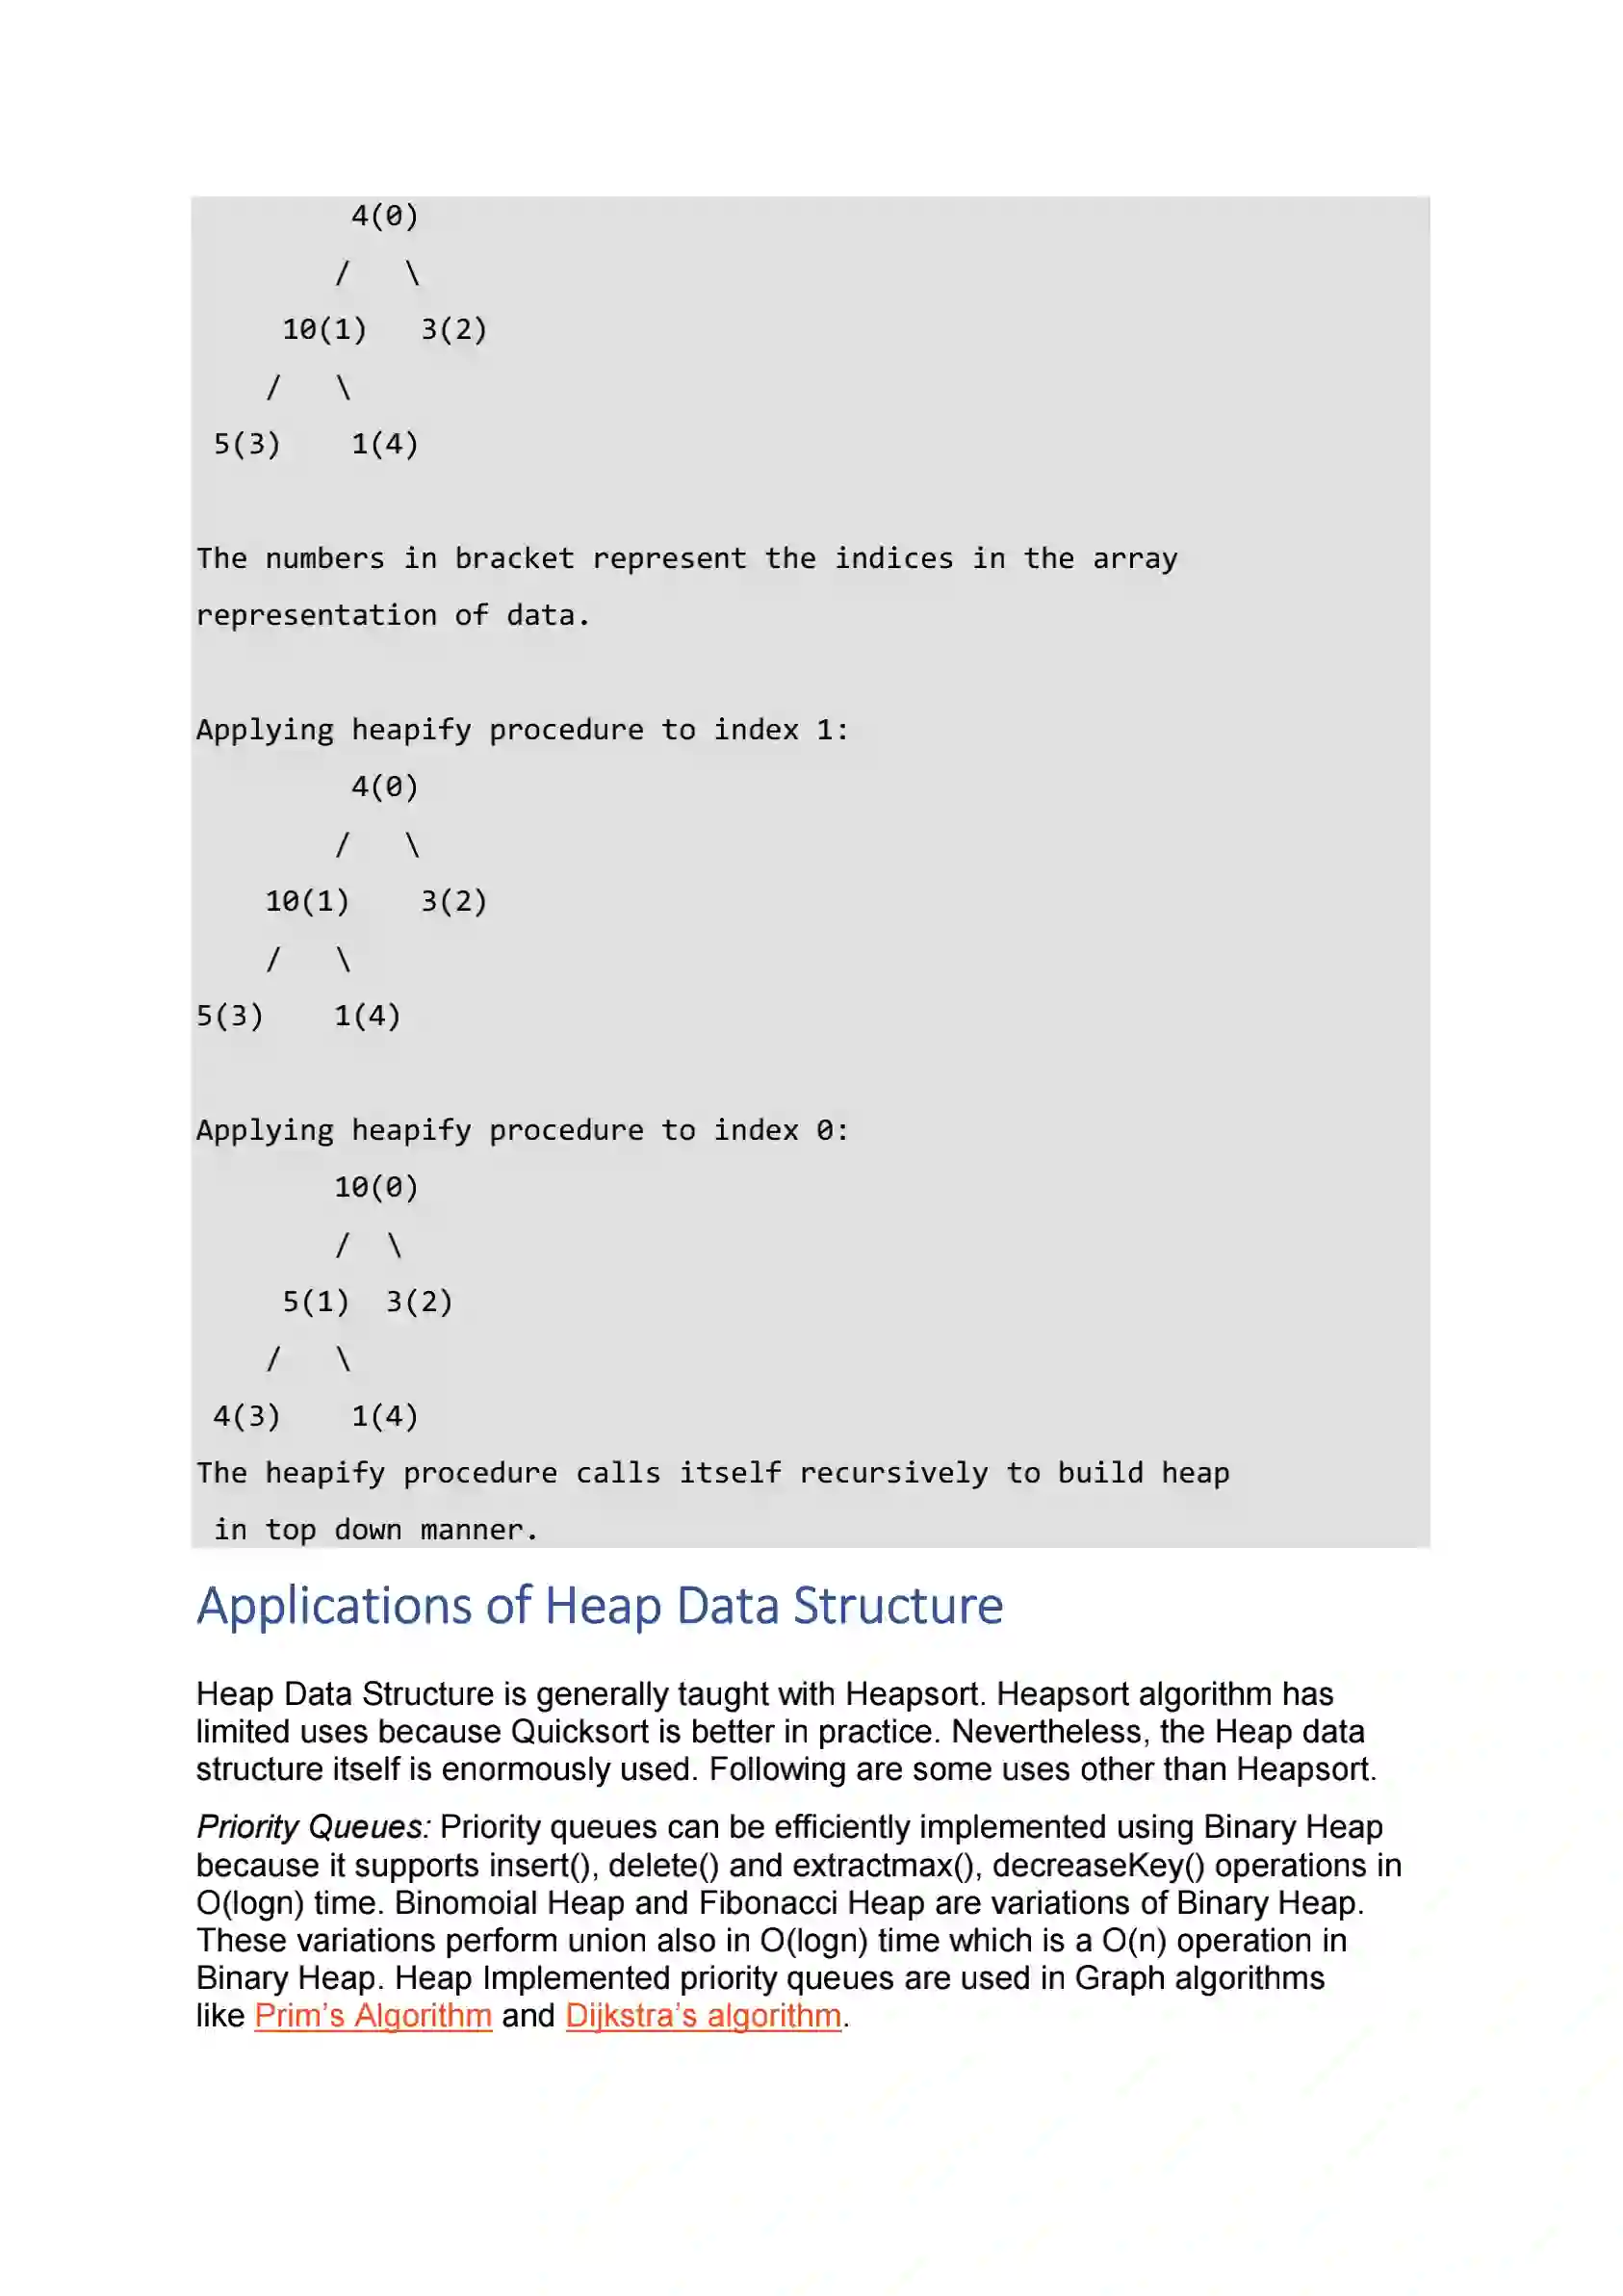 4(0)
/ \
10(1) 3(2)
/ \
5(3) 1(4)
The numbers in bracket represent the indices in the array
representation of data.
Applying heapify procedure to index 1:
4(0)
/ \
10(1) 3(2)
/ \
5(3) 1(4)
Applying heapify procedure to index 0:
10(0)
/ \
5(1) 3(2)
/ \
4(3) 1(4)
The heapify procedure calls itself recursively to build heap
in top down manner.
Applications of Heap Data Structure
Heap Data Structure is generally taught with Heapsort. Heapsort algorithm has
limited uses because Quicksort is better in practice. Nevertheless, the Heap data
structure itself is enormously used. Following are some uses other than Heapsort.
Priority Queues: Priority queues can be efficiently implemented using Binary Heap
because it supports insert(), delete() and extractmax(), decreaseKey() operations in
O(logn) time. Binomoial Heap and Fibonacci Heap are variations of Binary Heap.
These variations perform union also in O(logn) time which is a O(n) operation in
Binary Heap. Heap Implemented priority queues are used in Graph algorithms
like Prim’s Algorithm and Dijkstra’s algorithm.